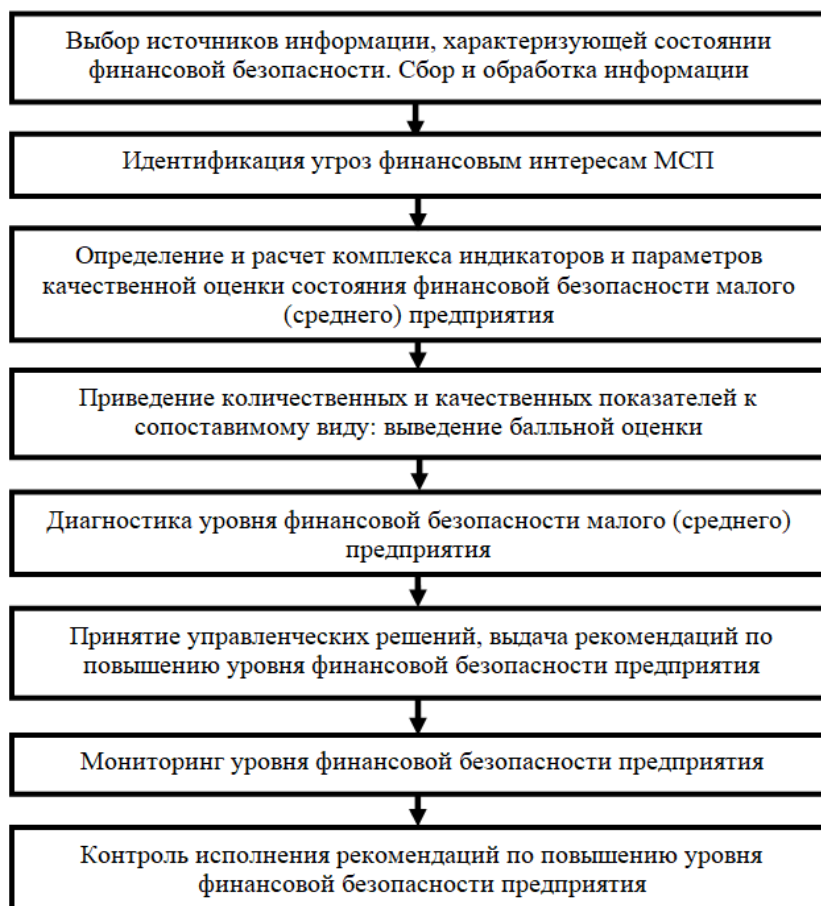 Выбор источников информации, характеризующей состоянии
финансовой безопасности. Сбор и обработка информации
Идентификация угроз финансовым интересам МСП
Определение и расчет комплекса индикаторов и параметров
качественной оценки состояния финансовой безопасности малого
(среднего) предприятия
Приведение количественных и качественных показателей к
сопоставимому виду: выведение балльной оценки
Диагностика уровня финансовой безопасности малого (среднего)
предприятия
Принятие управленческих решений, выдача рекомендаций по
повышению уровня финансовой безопасности предприятия
Мониторинг уровня финансовой безопасности предприятия
Контроль исполнения рекомендаций по повышению уровня
финансовой безопасности предприятия